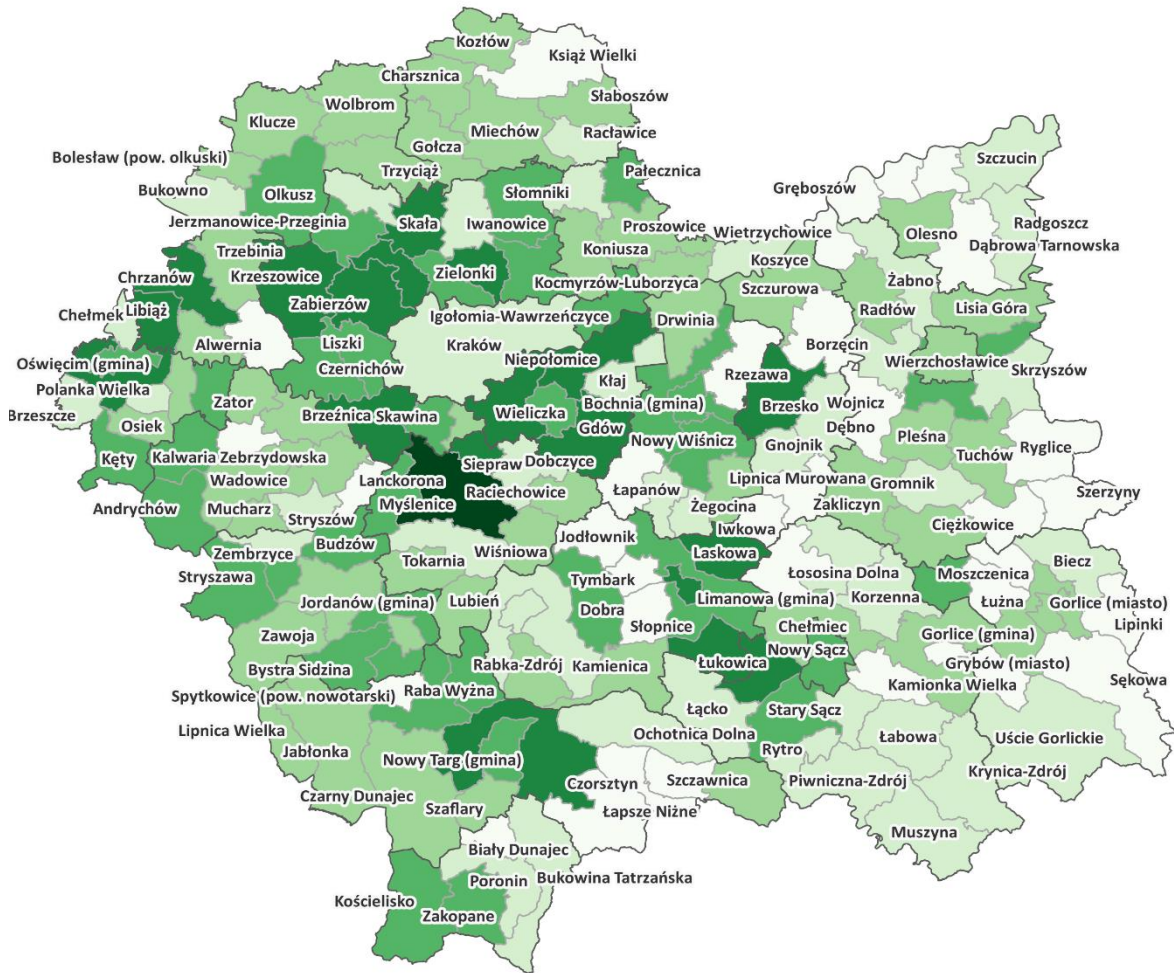 Kozłów
Książ Wielki
Charsznica
Wolbrom
Słaboszów
Klucze
Miechów
Racławice
Gołcza
Bolesław (pow. olkuski)
Szczucin
Trzyciąż
Pałecznica
Bukowno
Olkusz
Słomniki
Gręboszów
Jerzmanowice-Przeginia
Skała
Iwanowice
Proszowice
Wietrzychowice
Olesno
Radgoszcz
Dąbrowa Tarnowska
Trzebinia
Koniusza
Koszyce
Chrzanów
Krzeszowice
Zielonki
Kocmyrzów-Luborzyca
Szczurowa
Żabno
Libiąż
Zabierzów
Chełmek
Igołomia-Wawrzeńczyce
Drwinia
Radłów
Lisia Góra
Alwernia
Liszki
Kraków
Borzęcin
Oświęcim (gmina)
Czernichów
Niepołomice
Wierzchosławice
Rzezawa
Skrzyszów
Polanka Wielka
Kłaj
Zator
Bochnia (gmina)
Brzeszcze
Brzeźnica
Skawina
Wieliczka
Brzesko
Wojnicz
Osiek
Gdów
Dębno
Kęty
Kalwaria Zebrzydowska
Nowy Wiśnicz
Gnojnik
Pleśna
Tuchów
Ryglice
Siepraw
Dobczyce
Wadowice
Lanckorona
Lipnica Murowana
Gromnik
Szerzyny
Andrychów
Mucharz
Myślenice
Raciechowice
Łapanów
Żegocina
Zakliczyn
Stryszów
Iwkowa
Ciężkowice
Zembrzyce
Budzów
Tokarnia
Wiśniowa
Jodłownik
Laskowa
Stryszawa
Tymbark
Łososina Dolna
Moszczenica
Biecz
Jordanów (gmina)
Lubień
Dobra
Limanowa (gmina)
Korzenna
Łużna
Gorlice (miasto)
Lipinki
Zawoja
Słopnice
Chełmiec
Gorlice (gmina)
Bystra Sidzina
Rabka-Zdrój
Kamienica
Łukowica
Nowy Sącz
Grybów (miasto)
Sękowa
Spytkowice (pow. nowotarski)
Raba Wyżna
Kamionka Wielka
Lipnica Wielka
Łącko
Stary Sącz
Jabłonka
Ochotnica Dolna
Łabowa
Uście Gorlickie
Nowy Targ (gmina)
Rytro
Czarny Dunajec
Czorsztyn
Szczawnica
Piwniczna-Zdrój
Krynica-Zdrój
Szaflary
Łapsze Niżne
Muszyna
Biały Dunajec
Poronin
Bukowina Tatrzańska
Kościelisko
Zakopane